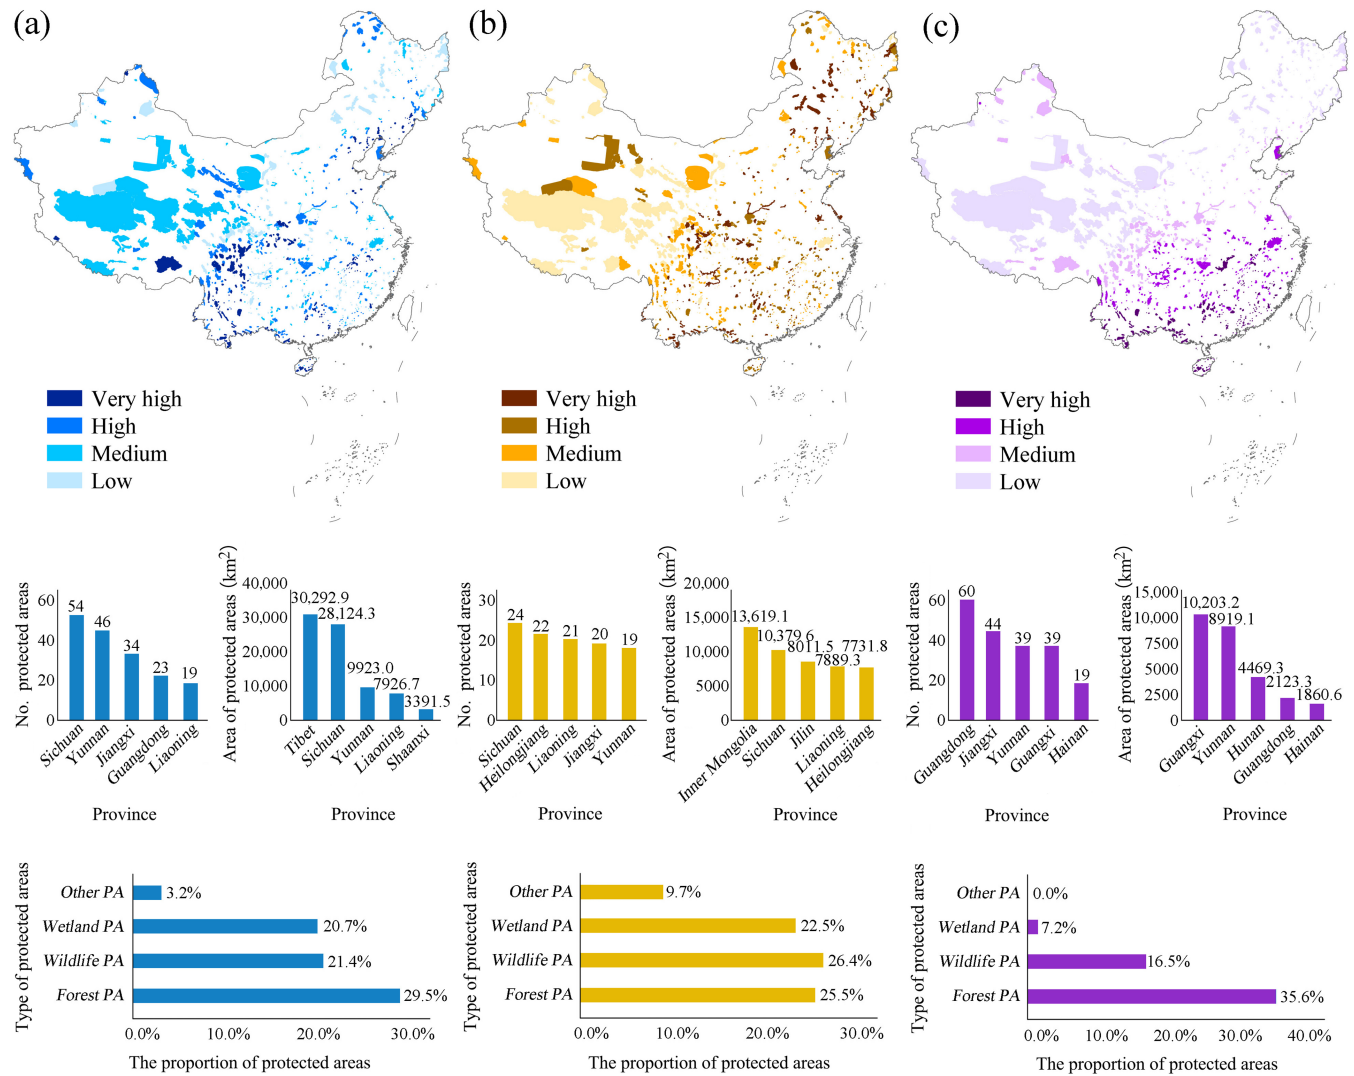 (a)
(b)
(c)
Very high
High
Medium
Low
Very high
High
Medium
Low
Very high
High
Medium
Low
No. protected areas
60
40
20
0
54
46
34
23
19
Sichuan
Yunnan
Jiangxi
Guangdong
Liaoning
Province
Area of protected areas (km²)
40,000
30,000
20,000
10,000
0
30,292.9
28,124.3
9923.0
7926.7
3391.5
Tibet
Sichuan
Yunnan
Liaoning
Shaanxi
Province
No. protected areas
30
20
10
0
24
22
21
20
19
Sichuan
Heilongjiang
Liaoning
Jiangxi
Yunnan
Province
Area of protected areas (km²)
20,000
15,000
10,000
5000
0
13,619.1
10,379.6
8011.5
7889.3
7731.8
Inner Mongolia
Sichuan
Jilin
Liaoning
Heilongjiang
Province
No. protected areas
60
40
20
0
60
44
39
39
19
Guangdong
Jiangxi
Yunnan
Guangxi
Hainan
Province
Area of protected areas (km²)
15,000
10,000
7500
5000
2500
0
10,203.2
8919.1
4469.3
2123.3
1860.6
Guangxi
Yunnan
Hunan
Guangdong
Hainan
Province
Type of protected areas
Other PA
3.2%
Wetland PA
20.7%
Wildlife PA
21.4%
Forest PA
29.5%
0.0%
10.0%
20.0%
30.0%
The proportion of protected areas
Type of protected areas
Other PA
9.7%
Wetland PA
22.5%
Wildlife PA
26.4%
Forest PA
25.5%
0.0%
10.0%
20.0%
30.0%
The proportion of protected areas
Type of protected areas
Other PA
0.0%
Wetland PA
7.2%
Wildlife PA
16.5%
Forest PA
35.6%
0.0%
10.0%
20.0%
30.0%
40.0%
The proportion of protected areas